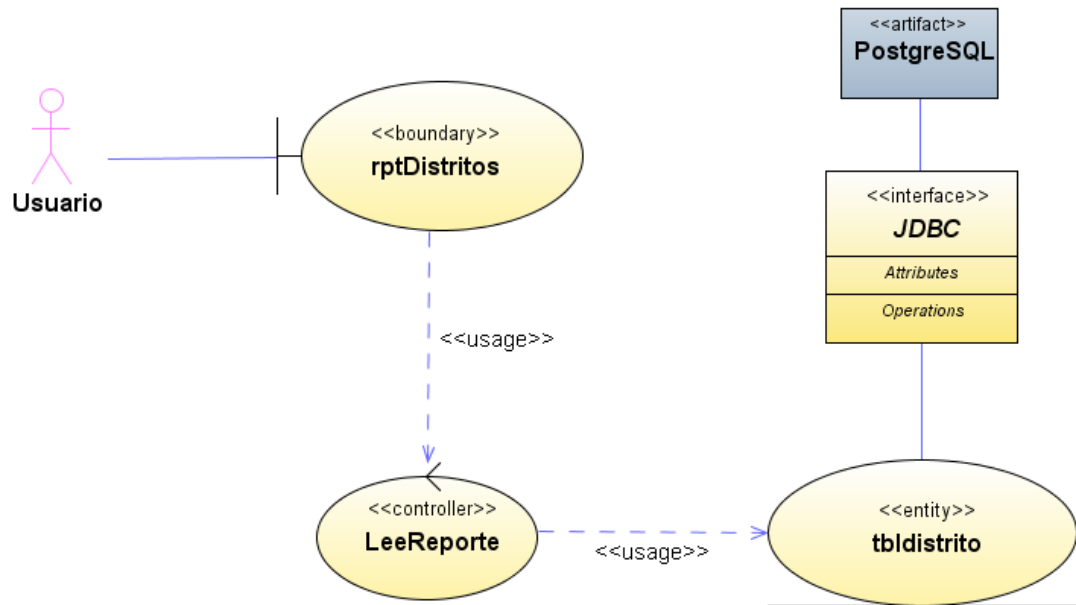 <<artifact>>
PostgreSQL
<<boundary>>
rptDistritos
Usuario
<<interface>>
JDBC
Attributes
Operations
<<usage>>
<<controller>>
LeeReporte
<<usage>>
<<entity>>
tbldistrito